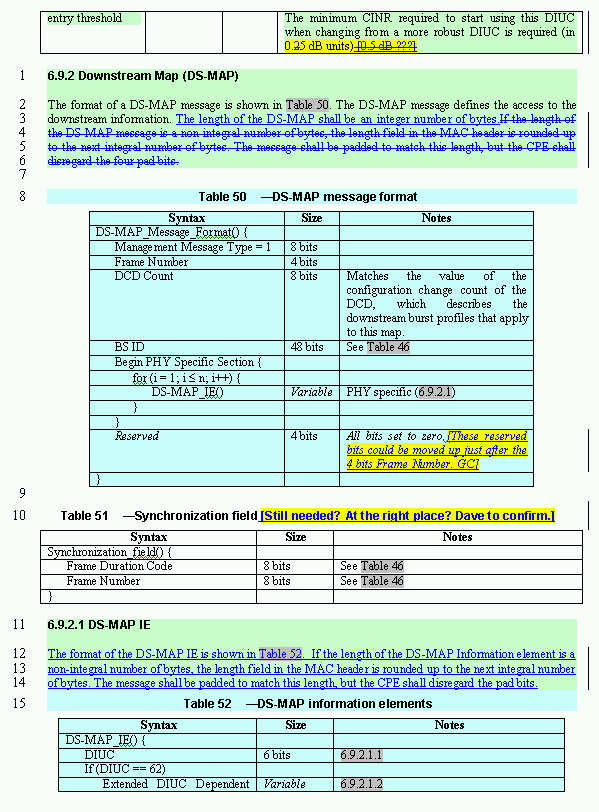 entry threshold
The minimum CINR required to start using this DIUC
when changing from a more robust DIUC is required (in
0.25 dB units) [0.5 dB ???]
1 6.9.2 Downstream Map (DS-MAP)
2 The format of a DS-MAP message is shown in Table 50. The DS-MAP message defines the access to the
3 downstream information. The length of the DS-MAP shall be an integer number of bytes.If the length of
4 the DS-MAP message is a non-integral number of bytes, the length field in the MAC header is rounded up
5 to the next integral number of bytes. The message shall be padded to match this length, but the CPE shall
6 disregard the four pad bits.
7
8 Table 50 —DS-MAP message format
Syntax Size Notes
DS-MAP_Message_Format() {
Management Message Type = 1 8 bits
Frame Number 4 bits
DCD Count 8 bits Matches the value of the
configuration change count of the
DCD, which describes the
downstream burst profiles that apply
to this map.
BS ID 48 bits See Table 46
Begin PHY Specific Section {
for (i = 1; i ≤ n; i++) {
DS-MAP_IE() Variable PHY specific (6.9.2.1)
}
}
Reserved 4 bits All bits set to zero.[These reserved
bits could be moved up just after the
4 bits Frame Number. GC]
}
9
10 Table 51 —Synchronization field [Still needed? At the right place? Dave to confirm.]
Syntax Size Notes
Synchronization_field() {
Frame Duration Code 8 bits See Table 46
Frame Number 8 bits See Table 46
}
11 6.9.2.1 DS-MAP IE
12 The format of the DS-MAP IE is shown in Table 52. If the length of the DS-MAP Information element is a
13 non-integral number of bytes, the length field in the MAC header is rounded up to the next integral number
14 of bytes. The message shall be padded to match this length, but the CPE shall disregard the pad bits.
15 Table 52 —DS-MAP information elements
Syntax Size Notes
DS-MAP_IE() {
DIUC 6 bits 6.9.2.1.1
If (DIUC == 62)
Extended DIUC Dependent Variable 6.9.2.1.2